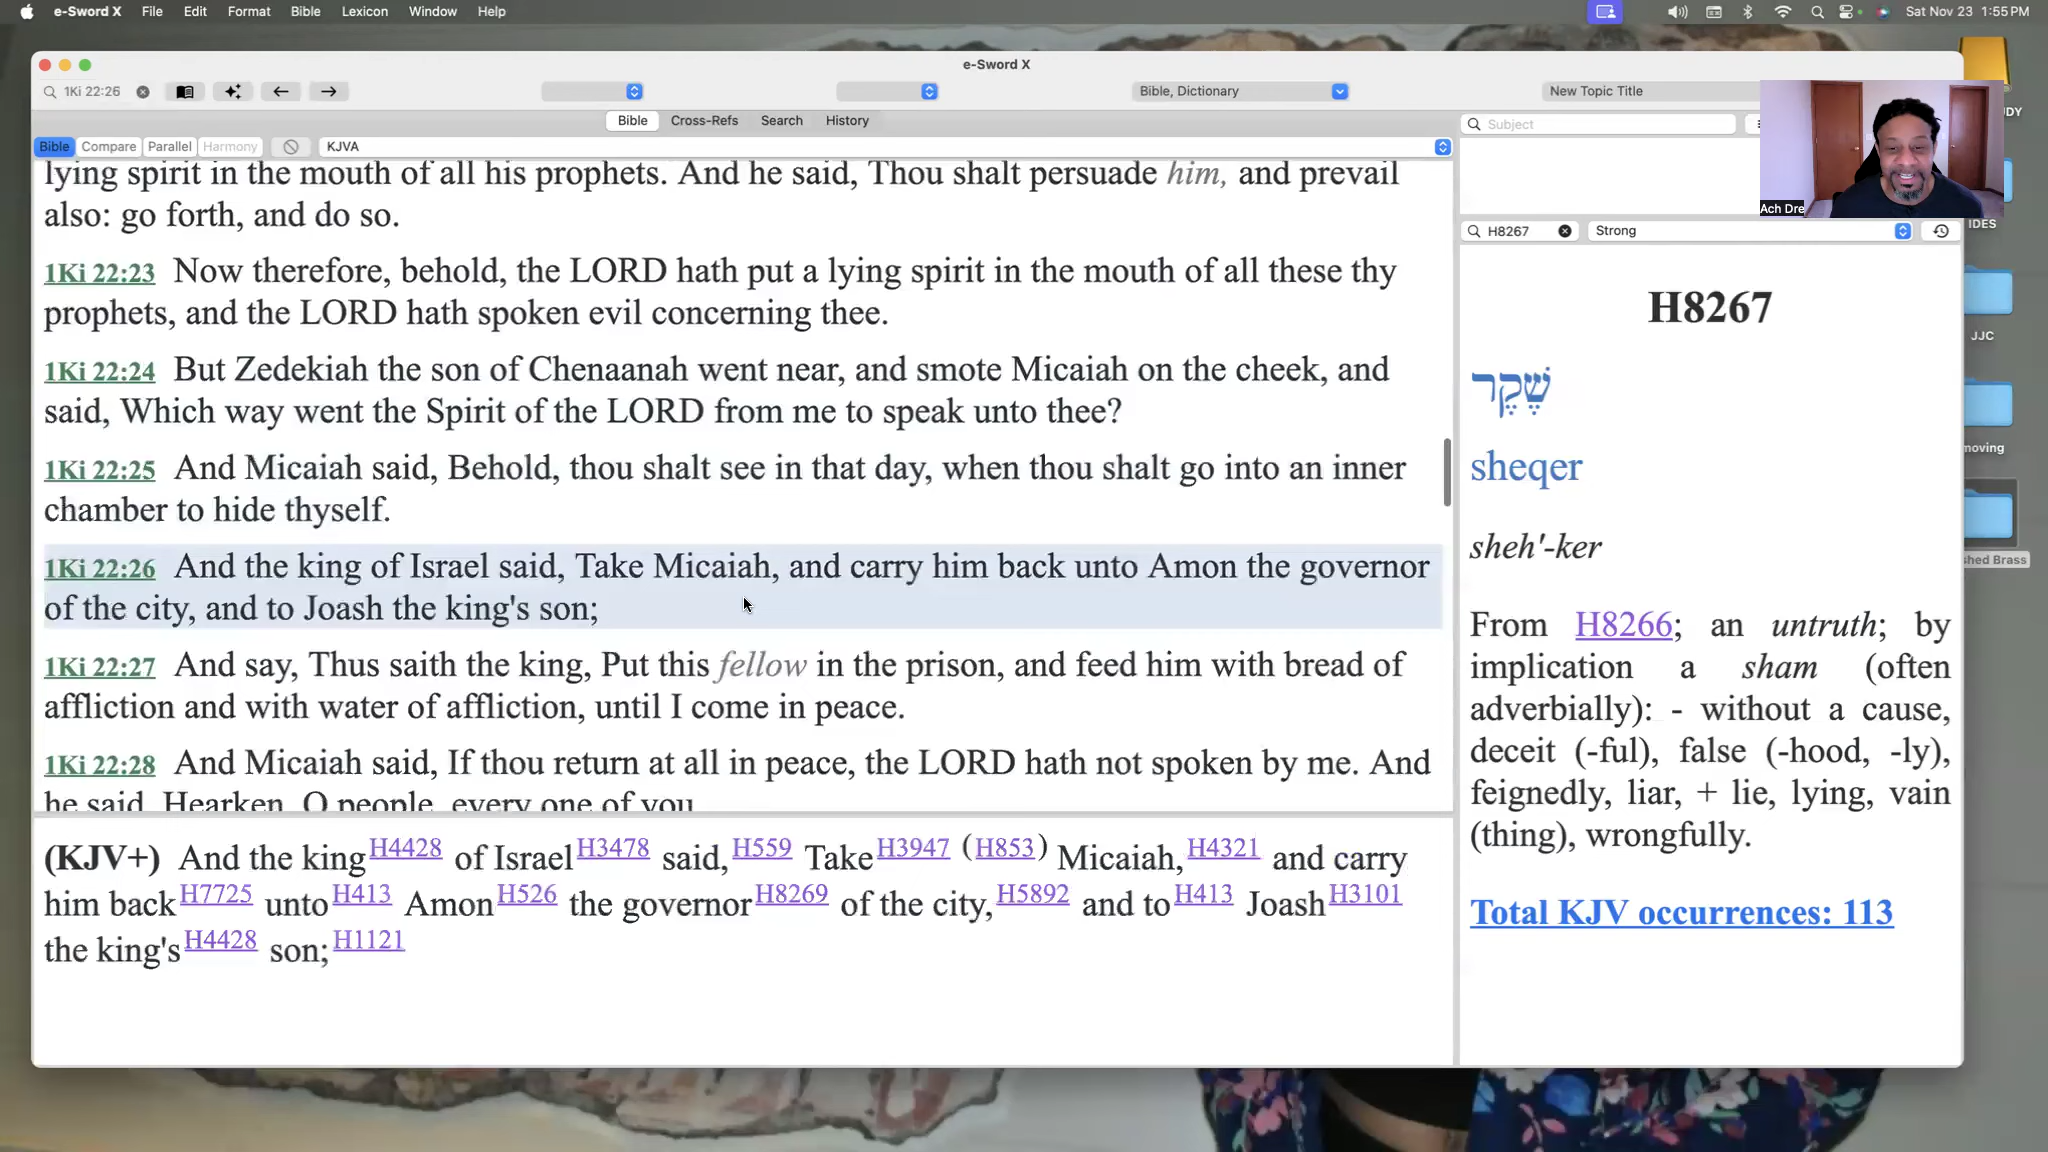 e-Sword X File Edit Format Bible Lexicon Window Help Sat Nov 23 1:55 PM
e-Sword X
1Ki 22:26 Bible, Dictionary New Topic Title
Bible Cross-Refs Search History
Subject
Bible Compare Parallel Harmony KJVA
lying spirit in the mouth of all his prophets. And he said, Thou shalt persuade him, and prevail
also: go forth, and do so.
1Ki 22:23 Now therefore, behold, the LORD hath put a lying spirit in the mouth of all these thy
prophets, and the LORD hath spoken evil concerning thee.
1Ki 22:24 But Zedekiah the son of Chenaanah went near, and smote Micaiah on the cheek, and
said, Which way went the Spirit of the LORD from me to speak unto thee?
1Ki 22:25 And Micaiah said, Behold, thou shalt see in that day, when thou shalt go into an inner
chamber to hide thyself.
1Ki 22:26 And the king of Israel said, Take Micaiah, and carry him back unto Amon the governor
of the city, and to Joash the king's son;
1Ki 22:27 And say, Thus saith the king, Put this fellow in the prison, and feed him with bread of
affliction and with water of affliction, until I come in peace.
1Ki 22:28 And Micaiah said, If thou return at all in peace, the LORD hath not spoken by me. And
he said, Hearken, O people, every one of you.
(KJV+) And the king H4428 of Israel H3478 said, H559 Take H3947 (H853) Micaiah, H4321 and carry
him back H7725 unto H413 Amon H526 the governor H8269 of the city, H5892 and to H413 Joash H3101
the king's H4428 son; H1121
Ach Dre
H8267 Strong
H8267
שֶׁקֶר
sheqer
sheh'-ker
From H8266; an untruth; by
implication a sham (often
adverbially): - without a cause,
deceit (-ful), false (-hood, -ly),
feignedly, liar, + lie, lying, vain
(thing), wrongfully.
Total KJV occurrences: 113
DY
IDES
JJC
moving
shed Brass